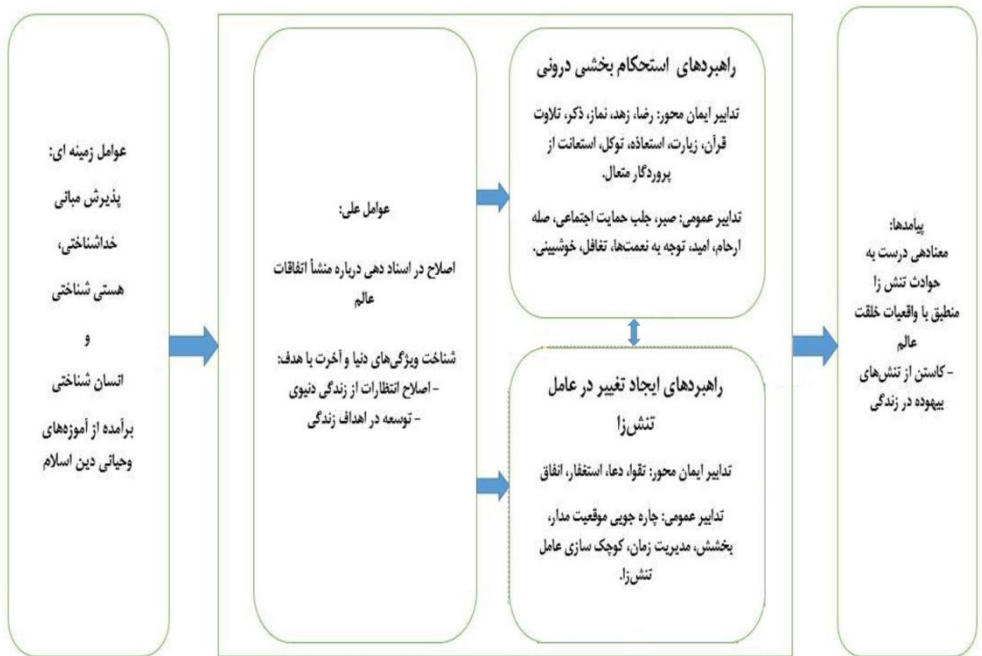 عوامل زمینه ای:
پذیرش مبانی
خداشناختی،
هستی شناختی
و
انسان شناختی
برآمده از آموزه‌های
وحیانی دین اسلام
عوامل علی:
اصلاح در اسناد دهی درباره منشأ اتفاقات
عالم
شناخت ویژگی‌های دنیا و آخرت با هدف:
– اصلاح انتظارات از زندگی دنیوی
– توسعه در اهداف زندگی
راهبردهای استحکام بخشی درونی
تدابیر ایمان محور: رضا، زهد، نماز، ذکر، تلاوت
قرآن، زیارت، استعاذه، توکل، استعانت از
پروردگار متعال.
تدابیر عمومی: صبر، جلب حمایت اجتماعی، صله
ارحام، امید، توجه به نعمت‌ها، تغافل، خوشبینی.
راهبردهای ایجاد تغییر در عامل
تنش‌زا
تدابیر ایمان محور: تقوا، دعا، استغفار، انفاق
تدابیر عمومی: چاره جویی موقعیت مدار،
بخشش، مدیریت زمان، کوچک سازی عامل
تنش‌زا.
پیامدها:
معنادهی درست به
حوادث تنش زا
منطبق با واقعیات خلقت
عالم
– کاستن از تنش‌های
بیهوده در زندگی